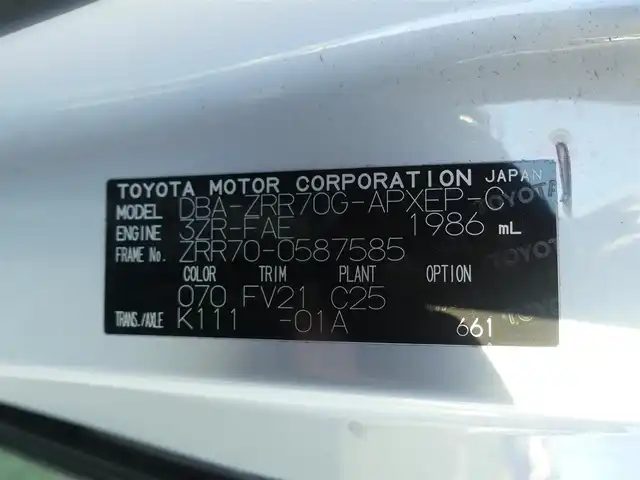 TOYOTA MOTOR CORPORATION JAPAN
MODEL DBA-ZRR70G-APXEP-C
ENGINE 3ZR-FAE 1986 mL
FRAME No. ZRR70-0587585
COLOR TRIM PLANT OPTION
070 FV21 C25
TRANS./AXLE K111 -01A 661